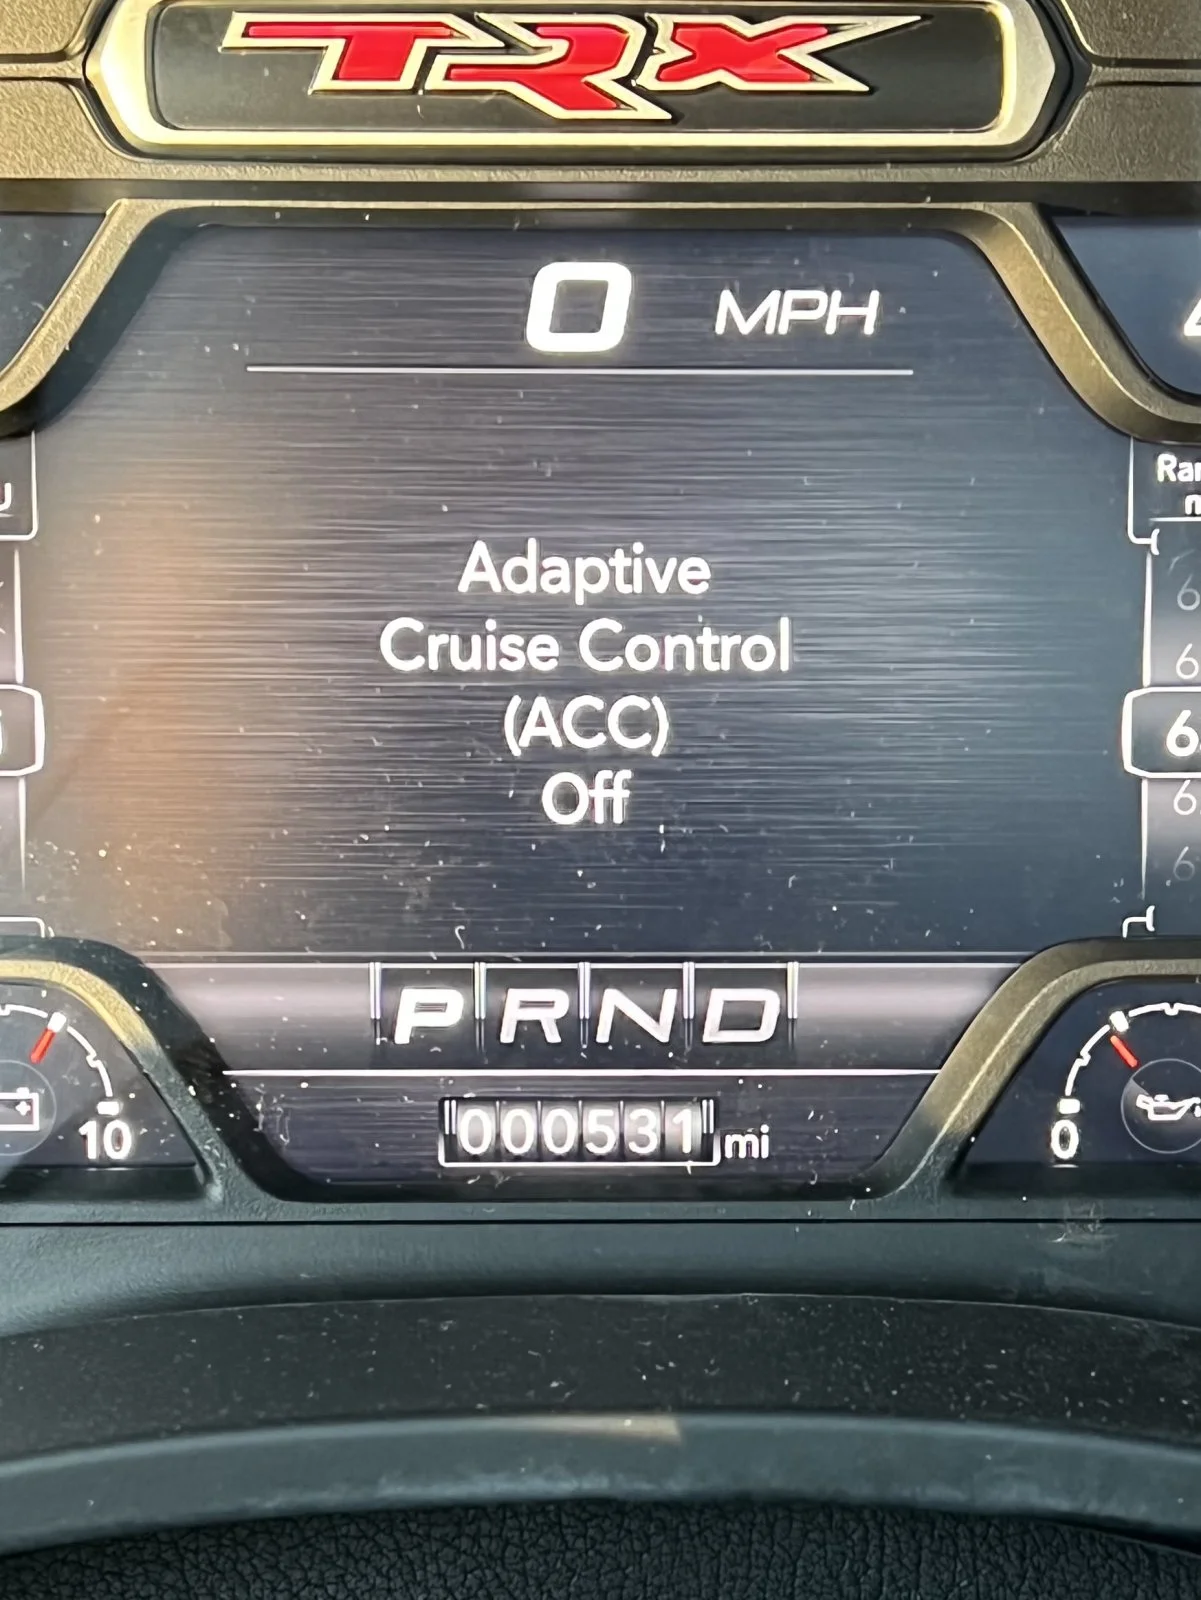 TRX
0 MPH
Adaptive
Cruise Control
(ACC)
Off
P R N D
10
000531 mi
0